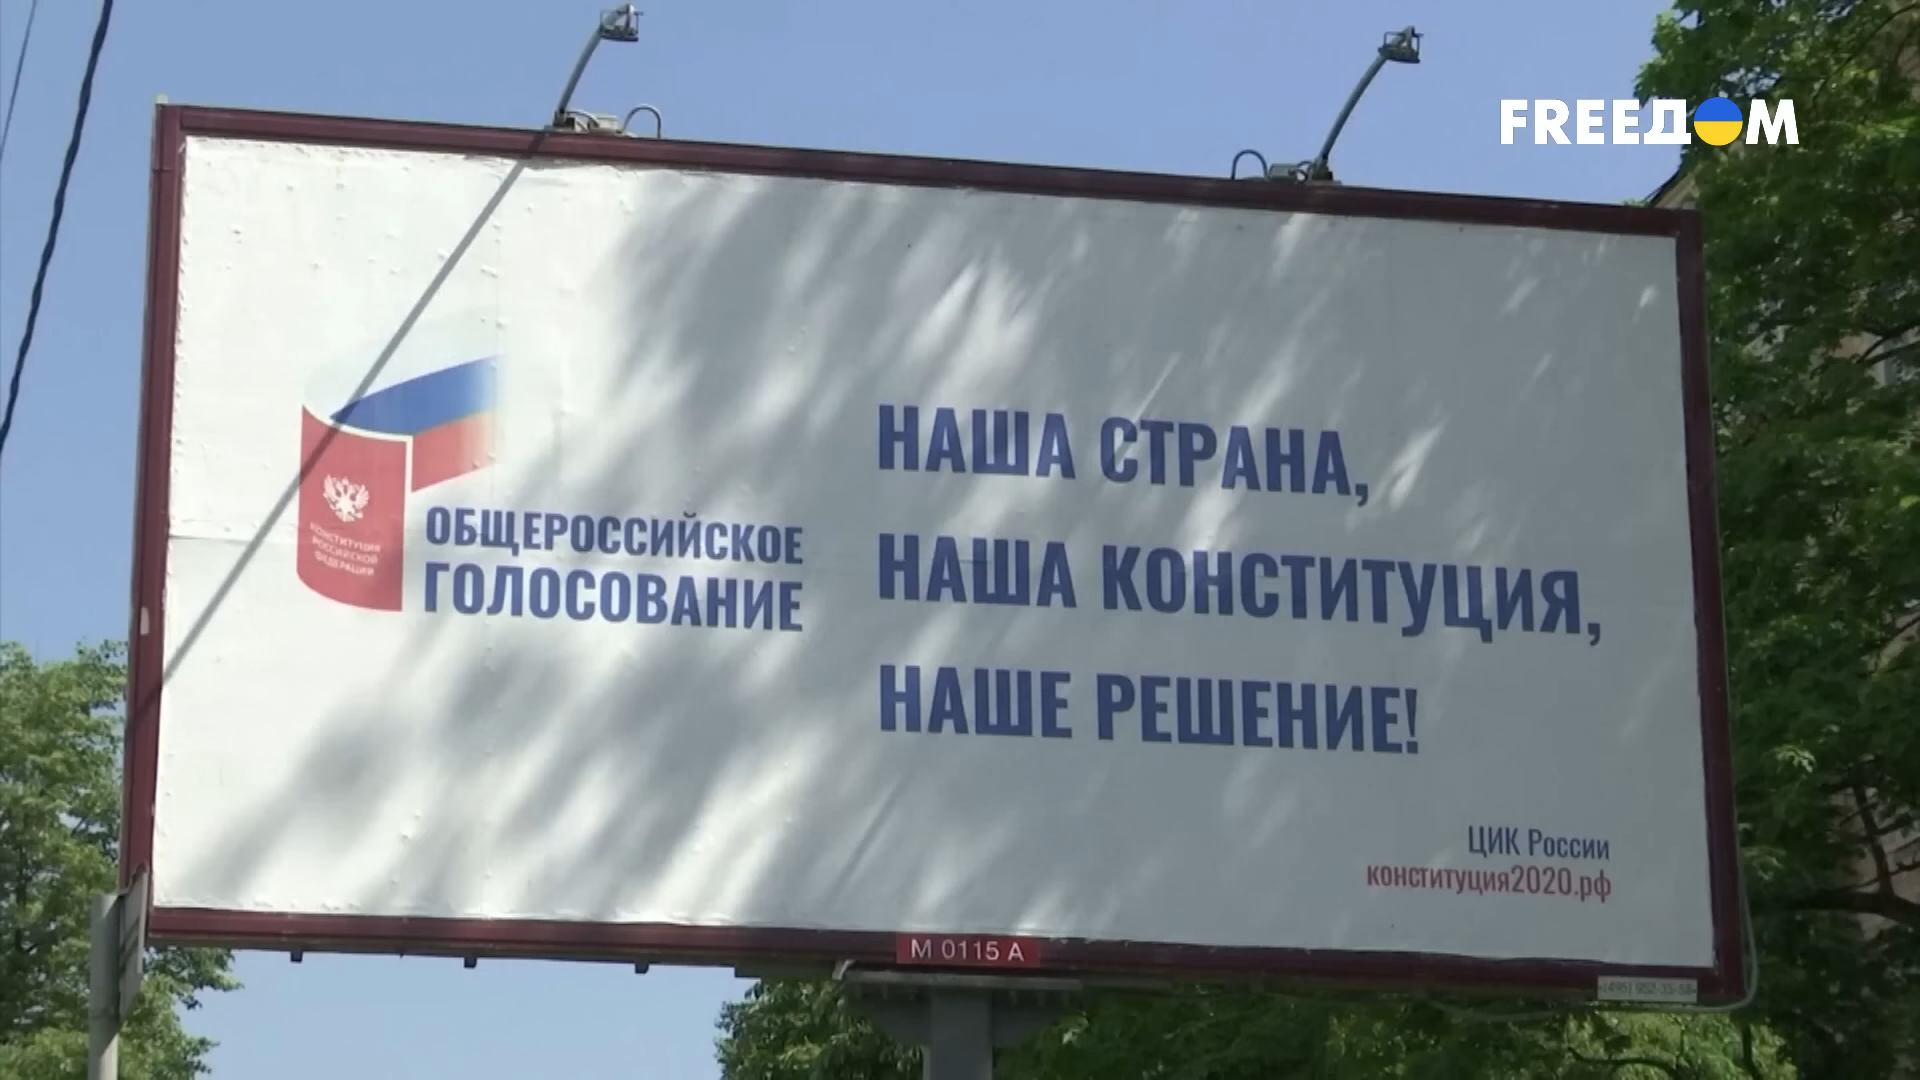 FREEДOM
КОНСТИТУЦИЯ
РОССИЙСКОЙ
ФЕДЕРАЦИИ
ОБЩЕРОССИЙСКОЕ
ГОЛОСОВАНИЕ
НАША СТРАНА,
НАША КОНСТИТУЦИЯ,
НАШЕ РЕШЕНИЕ!
ЦИК России
конституция2020.рф
М 0115 А